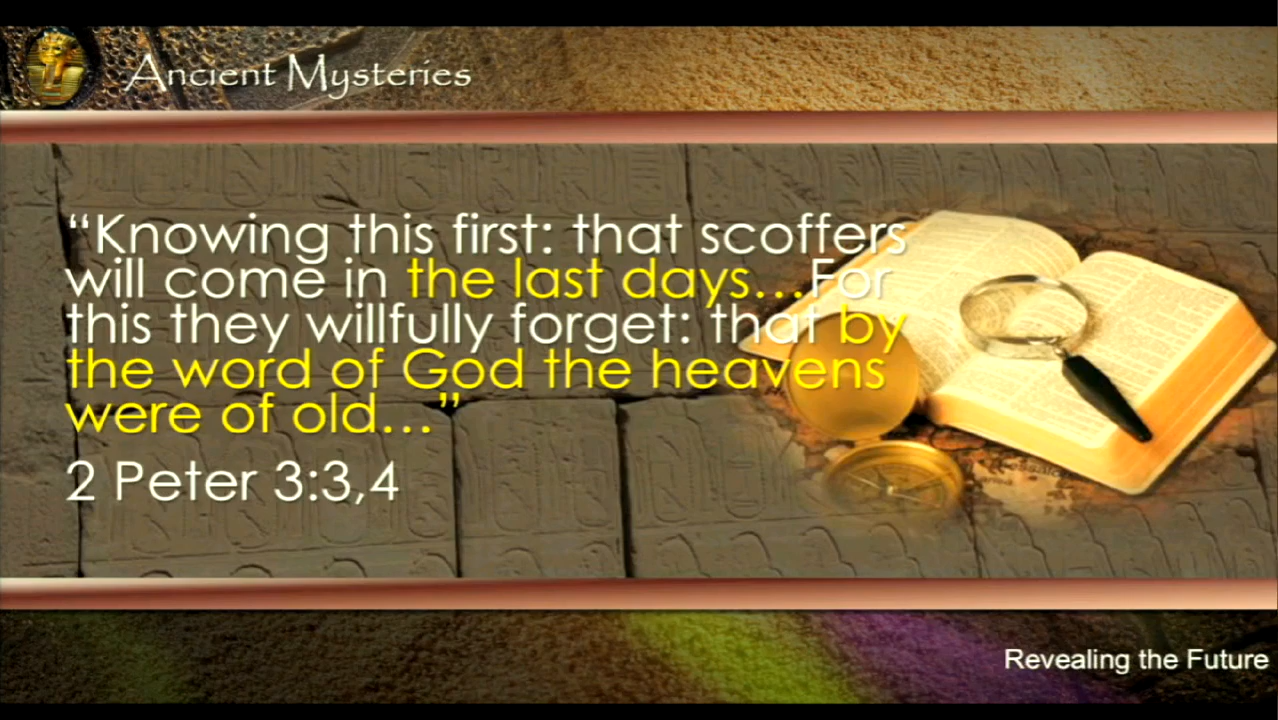 Ancient Mysteries
“Knowing this first: that scoffers
will come in the last days…For
this they willfully forget: that by
the word of God the heavens
were of old…”
2 Peter 3:3,4
Revealing the Future